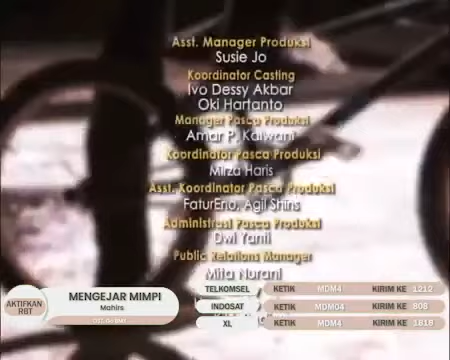 Asst. Manager Produksi
Susie Jo
Koordinator Casting
Ivo Dessy Akbar
Oki Hartanto
Manager Pasca Produksi
Amar P. Kalwani
Koordinator Pasca Produksi
Mirza Haris
Asst. Koordinator Pasca Produksi
FaturEno, Agil Shins
Administrasi Pasca Produksi
Dwi Yanti
Public Relations Manager
Mita Nurani
AKTIFKAN
RBT
MENGEJAR MIMPI
Mahirs
TELKOMSEL KETIK MDM4 KIRIM KE 1212
INDOSAT KETIK MDM04 KIRIM KE 808
XL KETIK MDM4 KIRIM KE 1818